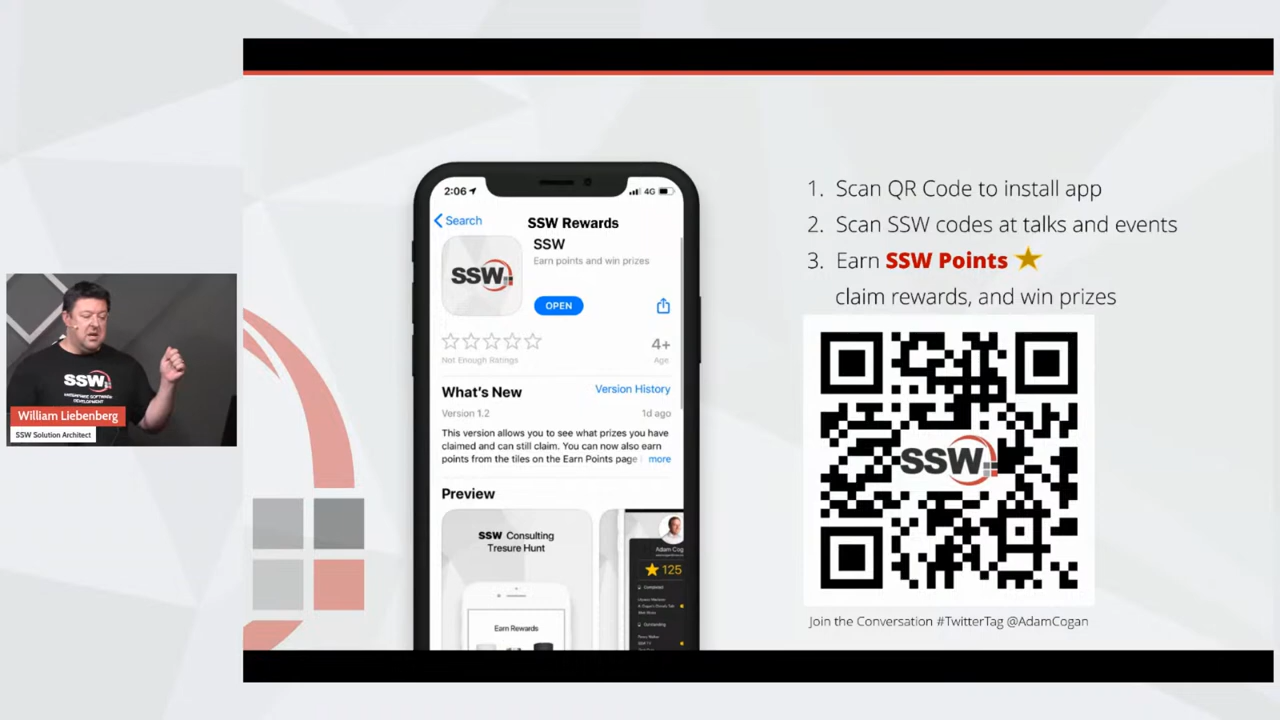 SSW
William Liebenberg
SSW Solution Architect
2:06
4G
Search
SSW Rewards
SSW
SSW
Earn points and win prizes
OPEN
Not Enough Ratings
4+
Age
What's New
Version History
Version 1.2
1d ago
This version allows you to see what prizes you have
claimed and can still claim. You can now also earn
points from the tiles on the Earn Points page more
Preview
SSW Consulting
Tresure Hunt
Earn Rewards
Adam Cog
125
Completed
Outstanding
1. Scan QR Code to install app
2. Scan SSW codes at talks and events
3. Earn SSW Points
claim rewards, and win prizes
SSW
Join the Conversation #TwitterTag @AdamCogan